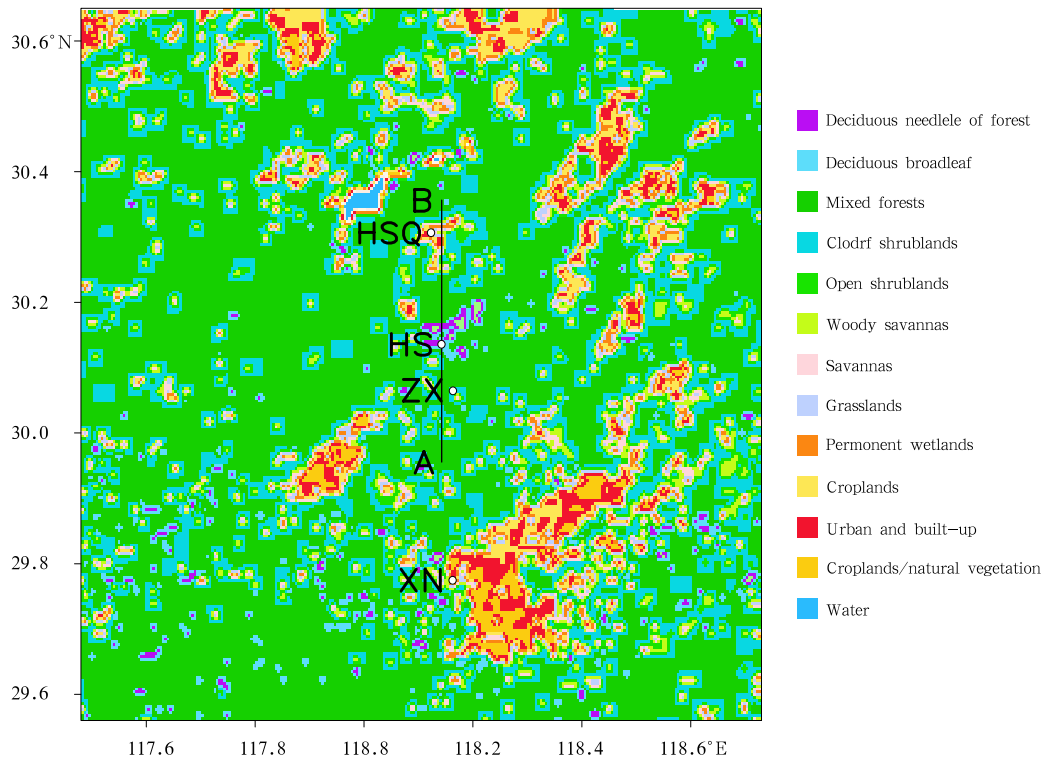 30.6°N
30.4
30.2
30.0
29.8
29.6
117.6
117.8
118.8
118.2
118.4
118.6°E
B
HSQ
HS
ZX
A
XN
Deciduous needlele of forest
Deciduous broadleaf
Mixed forests
Clodrf shrublands
Open shrublands
Woody savannas
Savannas
Grasslands
Permonent wetlands
Croplands
Urban and built-up
Croplands/natural vegetation
Water